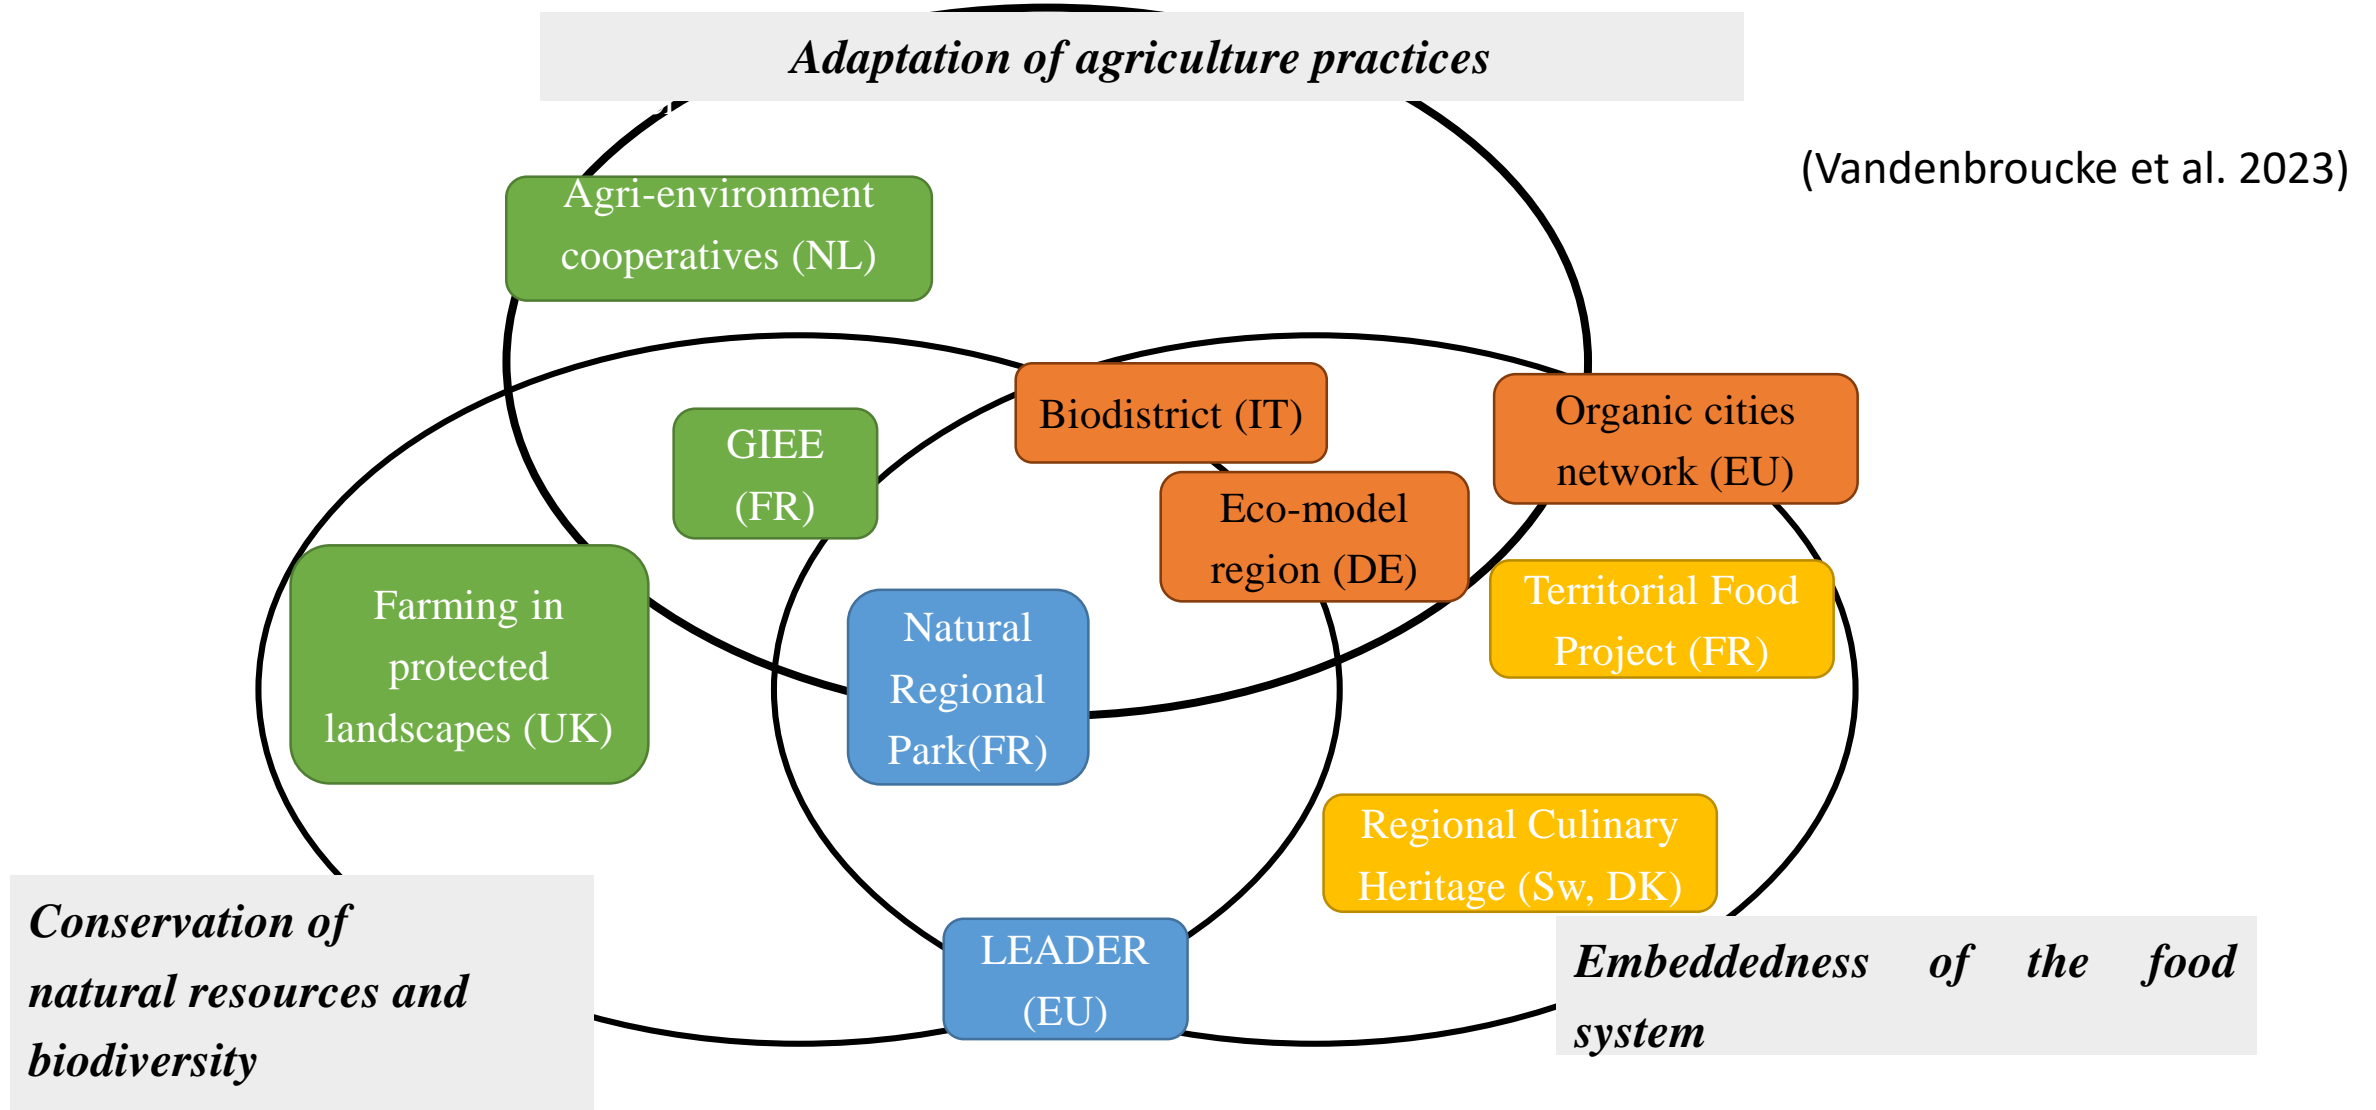 Adaptation of agriculture practices
(Vandenbroucke et al. 2023)
Agri-environment
cooperatives (NL)
Biodistrict (IT)
Organic cities
network (EU)
GIEE
(FR)
Eco-model
region (DE)
Farming in
protected
landscapes (UK)
Natural
Regional
Park(FR)
Territorial Food
Project (FR)
Regional Culinary
Heritage (Sw, DK)
Conservation of
natural resources and
biodiversity
LEADER
(EU)
Embeddedness of the food
system